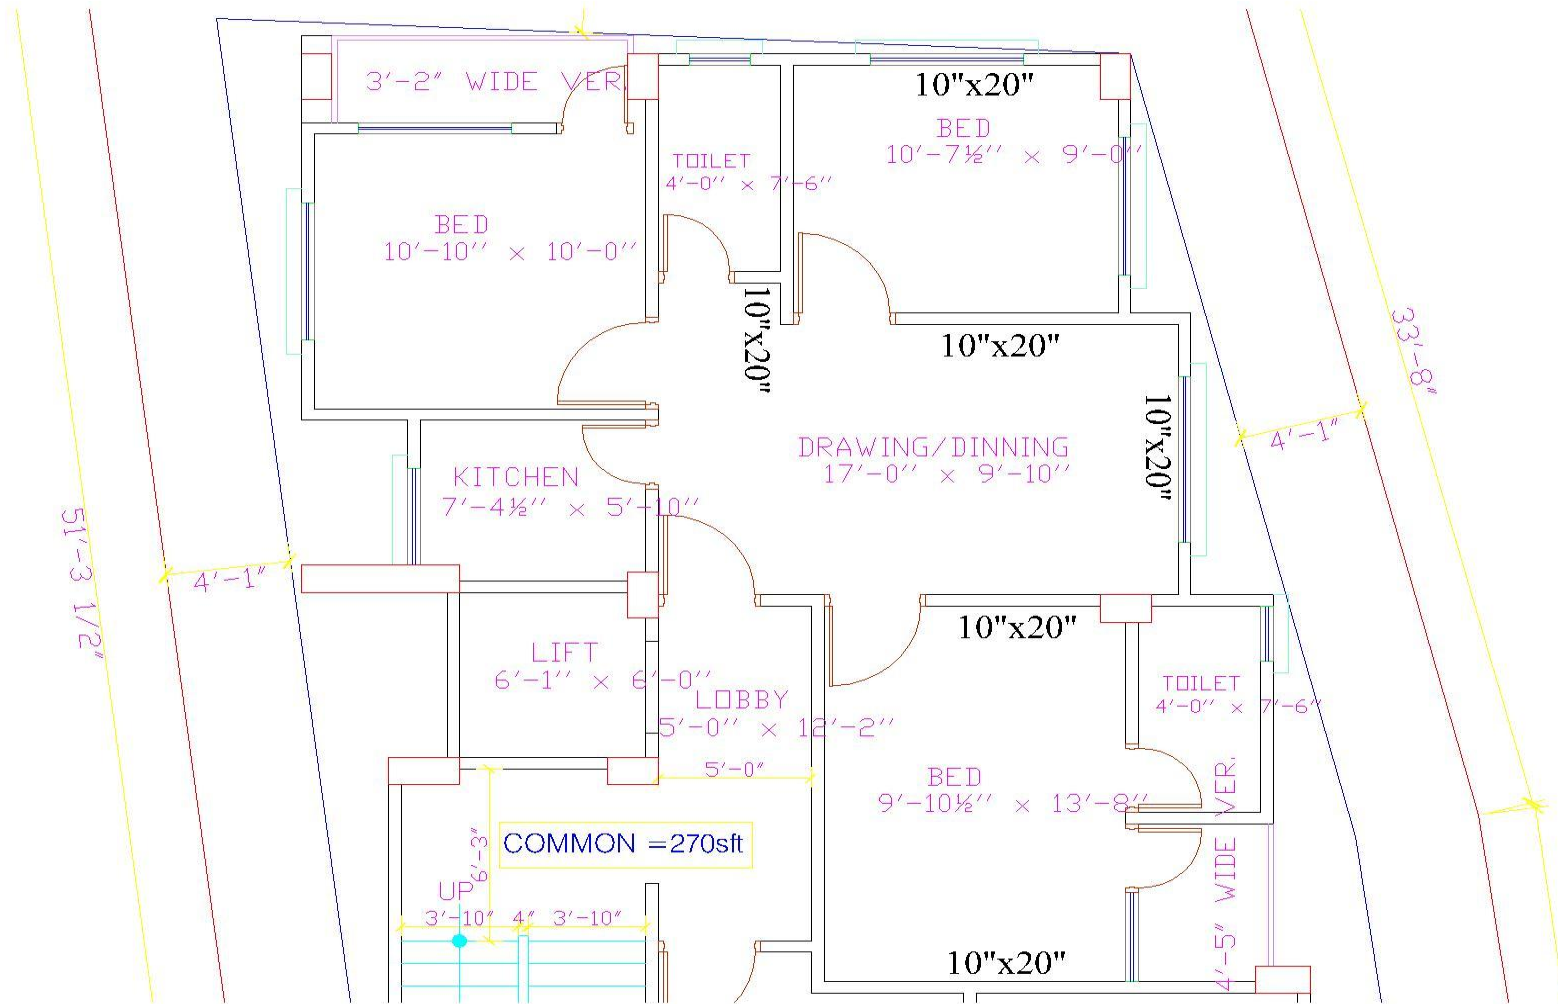 3'-2" WIDE VER.
10"x20"
BED
10'-7½'' x 9'-0''
TOILET
4'-0'' x 7'-6''
BED
10'-10'' x 10'-0''
10"x20"
10"x20"
33'-8"
10"x20"
DRAWING/DINNING
17'-0'' x 9'-10''
4'-1"
KITCHEN
7'-4½'' x 5'-10''
51'-3 1/2"
4'-1"
10"x20"
LIFT
6'-1'' x 6'-0''
LOBBY
5'-0'' x 12'-2''
TOILET
4'-0'' x 7'-6''
5'-0"
BED
9'-10½'' x 13'-8''
4'-5" WIDE VER.
COMMON =270sft
6'-3"
UP
3'-10" 4" 3'-10"
10"x20"